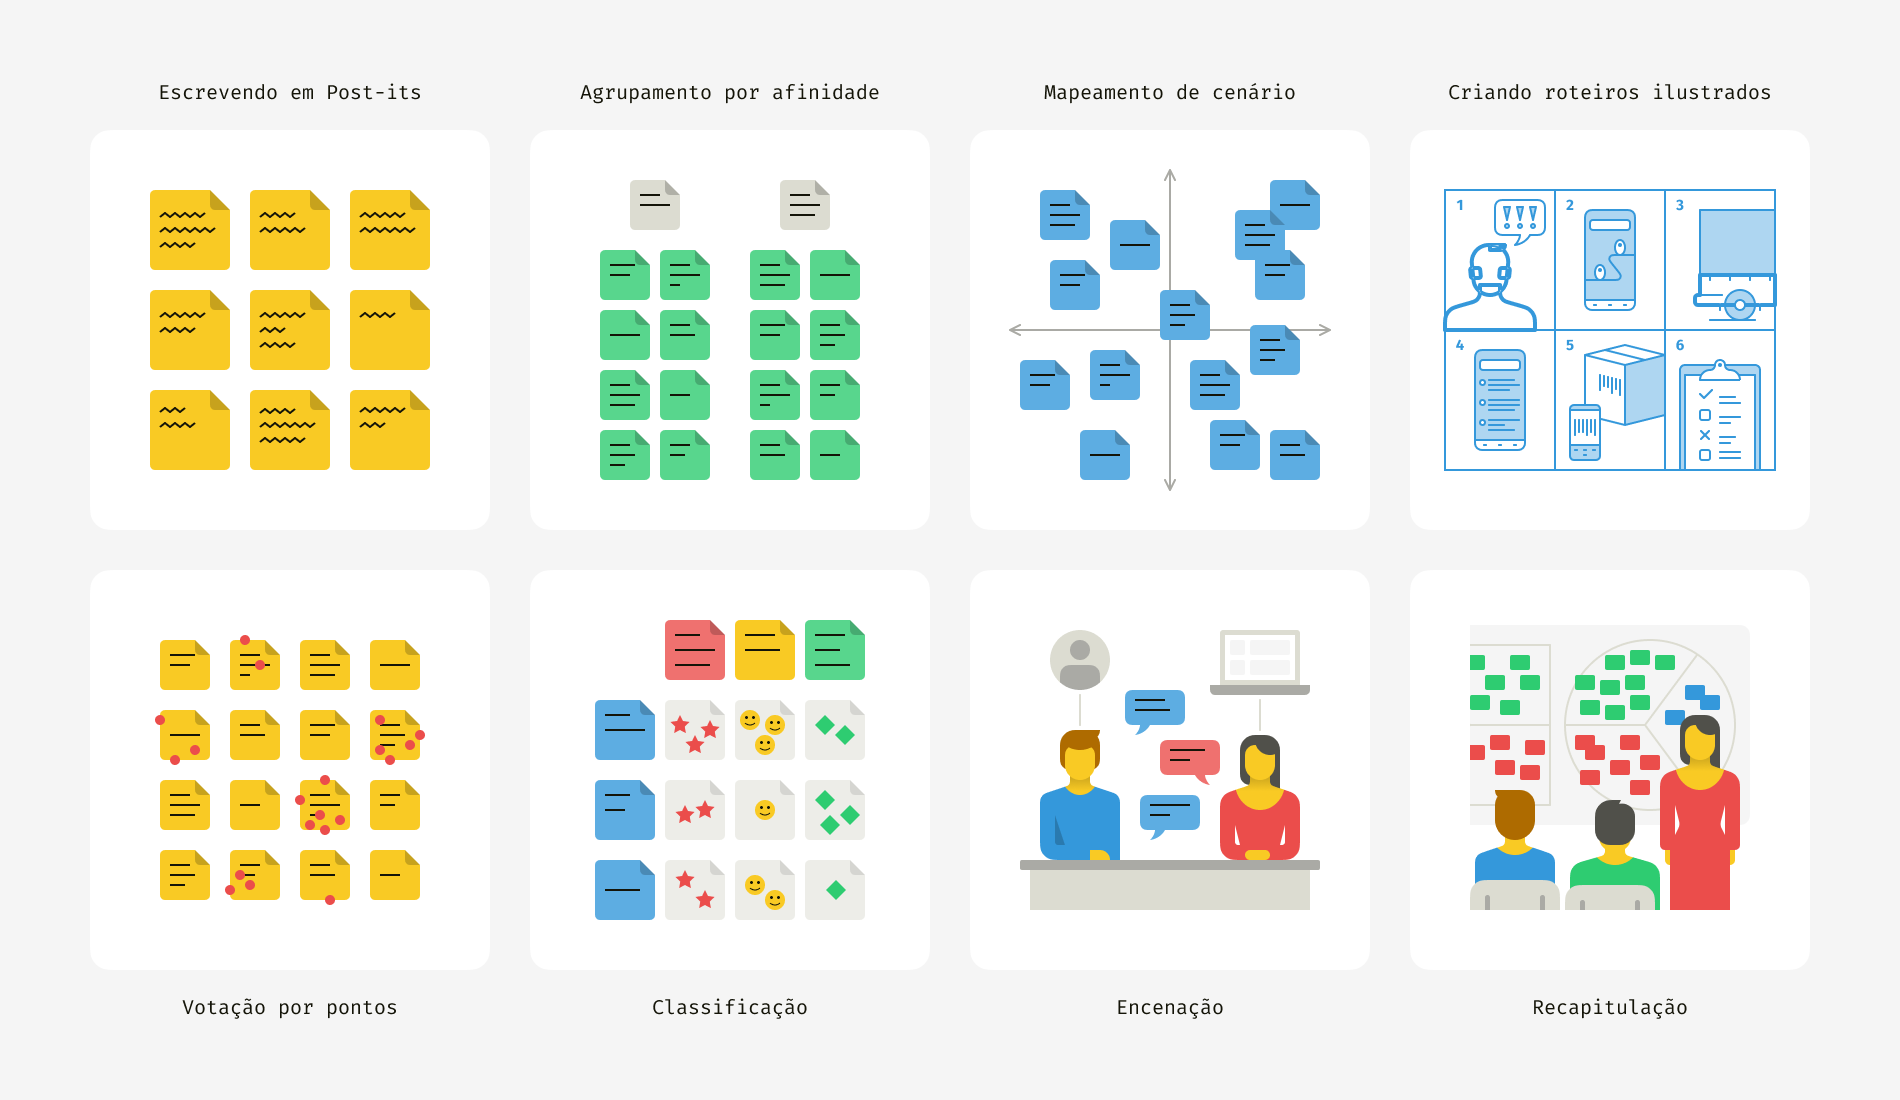 Escrevendo em Post-its
Agrupamento por afinidade
Mapeamento de cenário
Criando roteiros ilustrados
1
2
3
4
5
6
Votação por pontos
Classificação
Encenação
Recapitulação